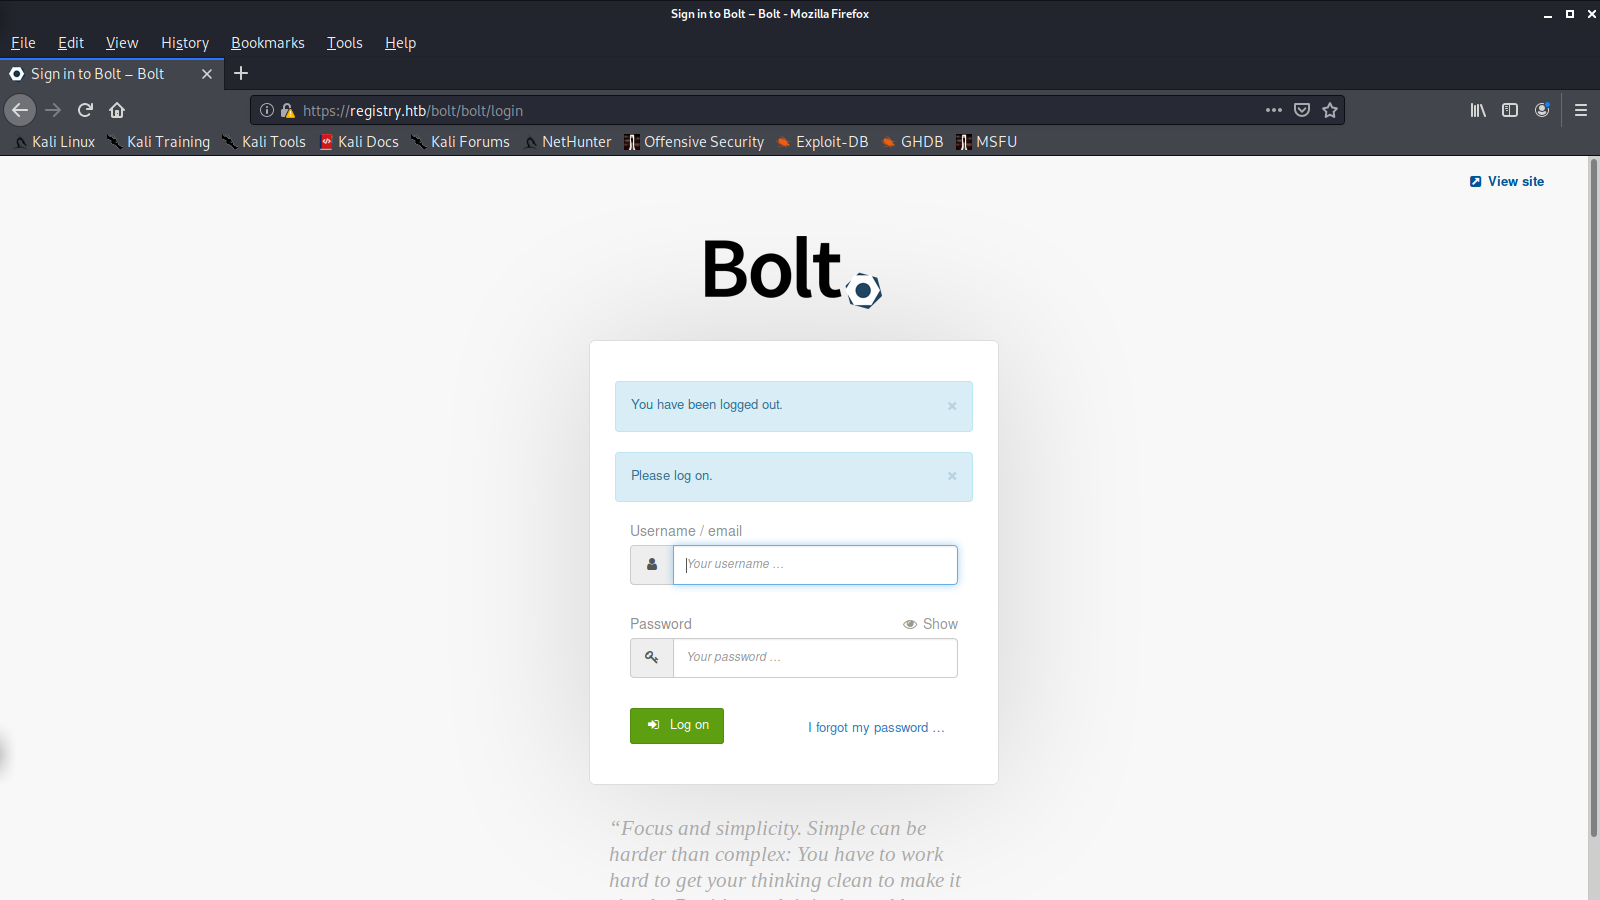 Sign in to Bolt – Bolt - Mozilla Firefox
File Edit View History Bookmarks Tools Help
Sign in to Bolt – Bolt
https://registry.htb/bolt/bolt/login
Kali Linux Kali Training Kali Tools Kali Docs Kali Forums NetHunter Offensive Security Exploit-DB GHDB MSFU
View site
Bolt
You have been logged out.
Please log on.
Username / email
Your username ...
Password Show
Your password ...
Log on I forgot my password ...
“Focus and simplicity. Simple can be
harder than complex: You have to work
hard to get your thinking clean to make it